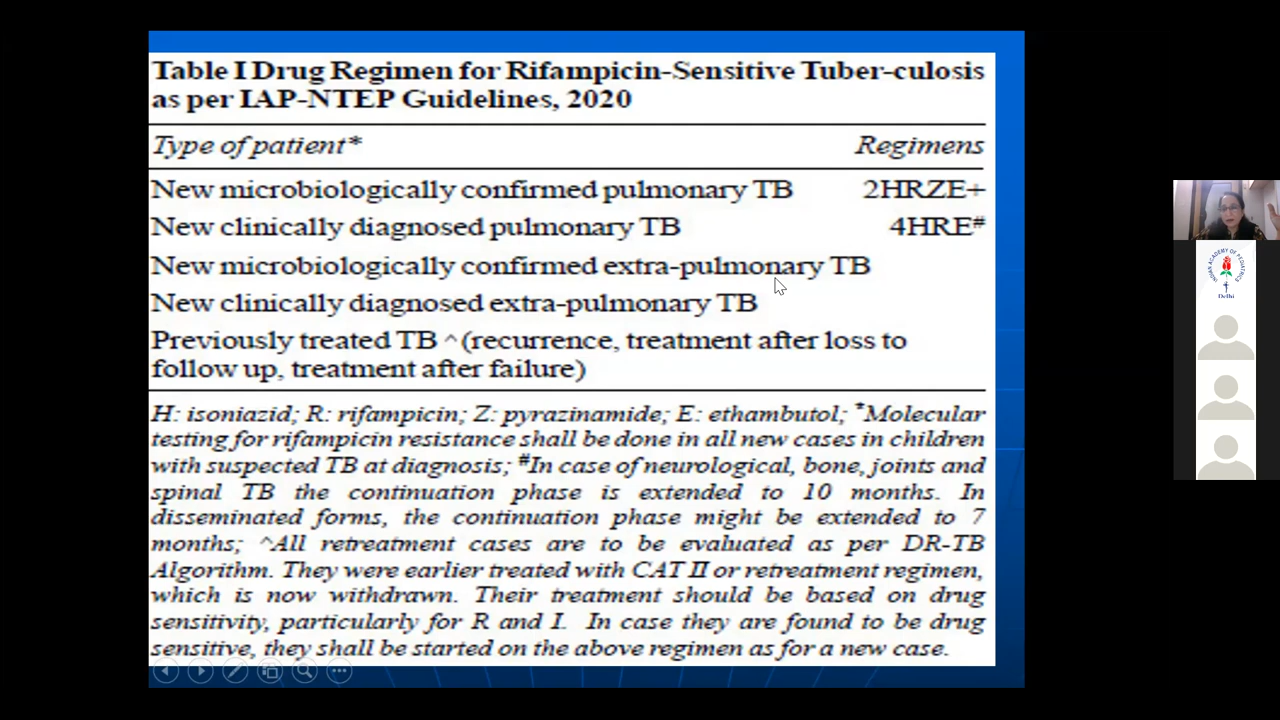 Table I Drug Regimen for Rifampicin-Sensitive Tuber-culosis
as per IAP-NTEP Guidelines, 2020
Type of patient* Regimens
New microbiologically confirmed pulmonary TB 2HRZE+
New clinically diagnosed pulmonary TB 4HRE#
New microbiologically confirmed extra-pulmonary TB
New clinically diagnosed extra-pulmonary TB
Previously treated TB ^(recurrence, treatment after loss to
follow up, treatment after failure)
H: isoniazid; R: rifampicin; Z: pyrazinamide; E: ethambutol; *Molecular
testing for rifampicin resistance shall be done in all new cases in children
with suspected TB at diagnosis; #In case of neurological, bone, joints and
spinal TB the continuation phase is extended to 10 months. In
disseminated forms, the continuation phase might be extended to 7
months; ^All retreatment cases are to be evaluated as per DR-TB
Algorithm. They were earlier treated with CAT II or retreatment regimen,
which is now withdrawn. Their treatment should be based on drug
sensitivity, particularly for R and I. In case they are found to be drug
sensitive, they shall be started on the above regimen as for a new case.
INDIAN ACADEMY OF PEDIATRICS
Delhi